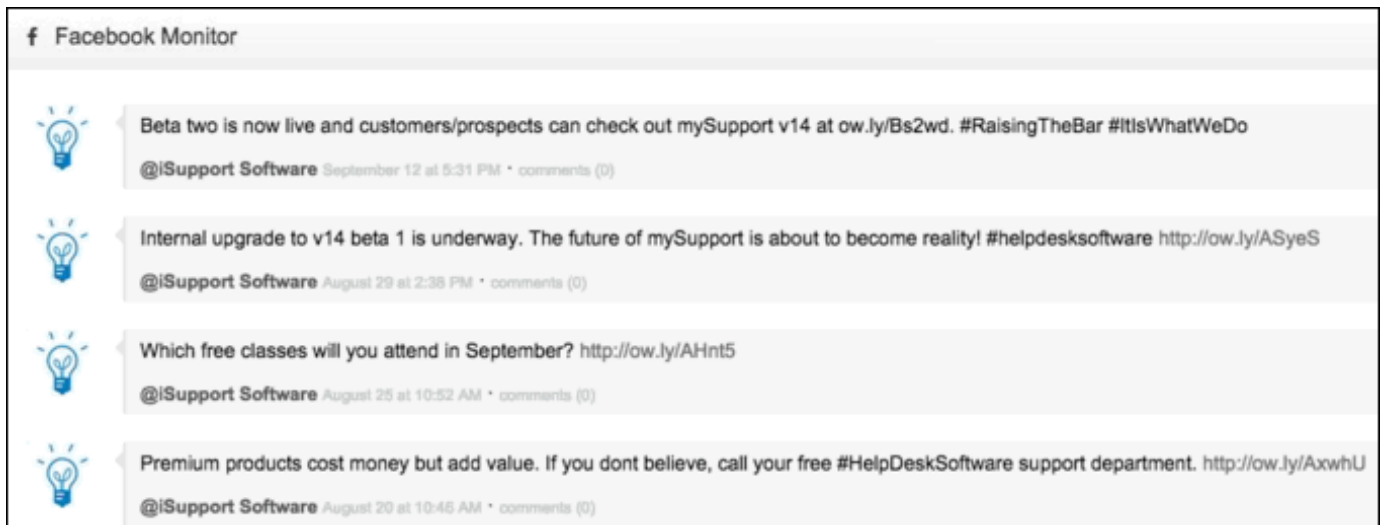 f Facebook Monitor
Beta two is now live and customers/prospects can check out mySupport v14 at ow.ly/Bs2wd. #RaisingTheBar #ItIsWhatWeDo
@iSupport Software September 12 at 5:31 PM · comments (0)
Internal upgrade to v14 beta 1 is underway. The future of mySupport is about to become reality! #helpdesksoftware http://ow.ly/ASyeS
@iSupport Software August 29 at 2:38 PM · comments (0)
Which free classes will you attend in September? http://ow.ly/AHnt5
@iSupport Software August 25 at 10:52 AM · comments (0)
Premium products cost money but add value. If you dont believe, call your free #HelpDeskSoftware support department. http://ow.ly/AxwhU
@iSupport Software August 20 at 10:46 AM · comments (0)